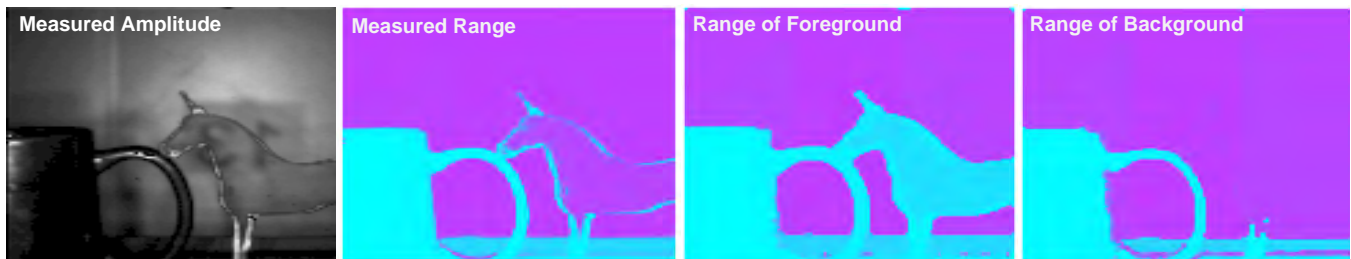 Measured Amplitude
Measured Range
Range of Foreground
Range of Background